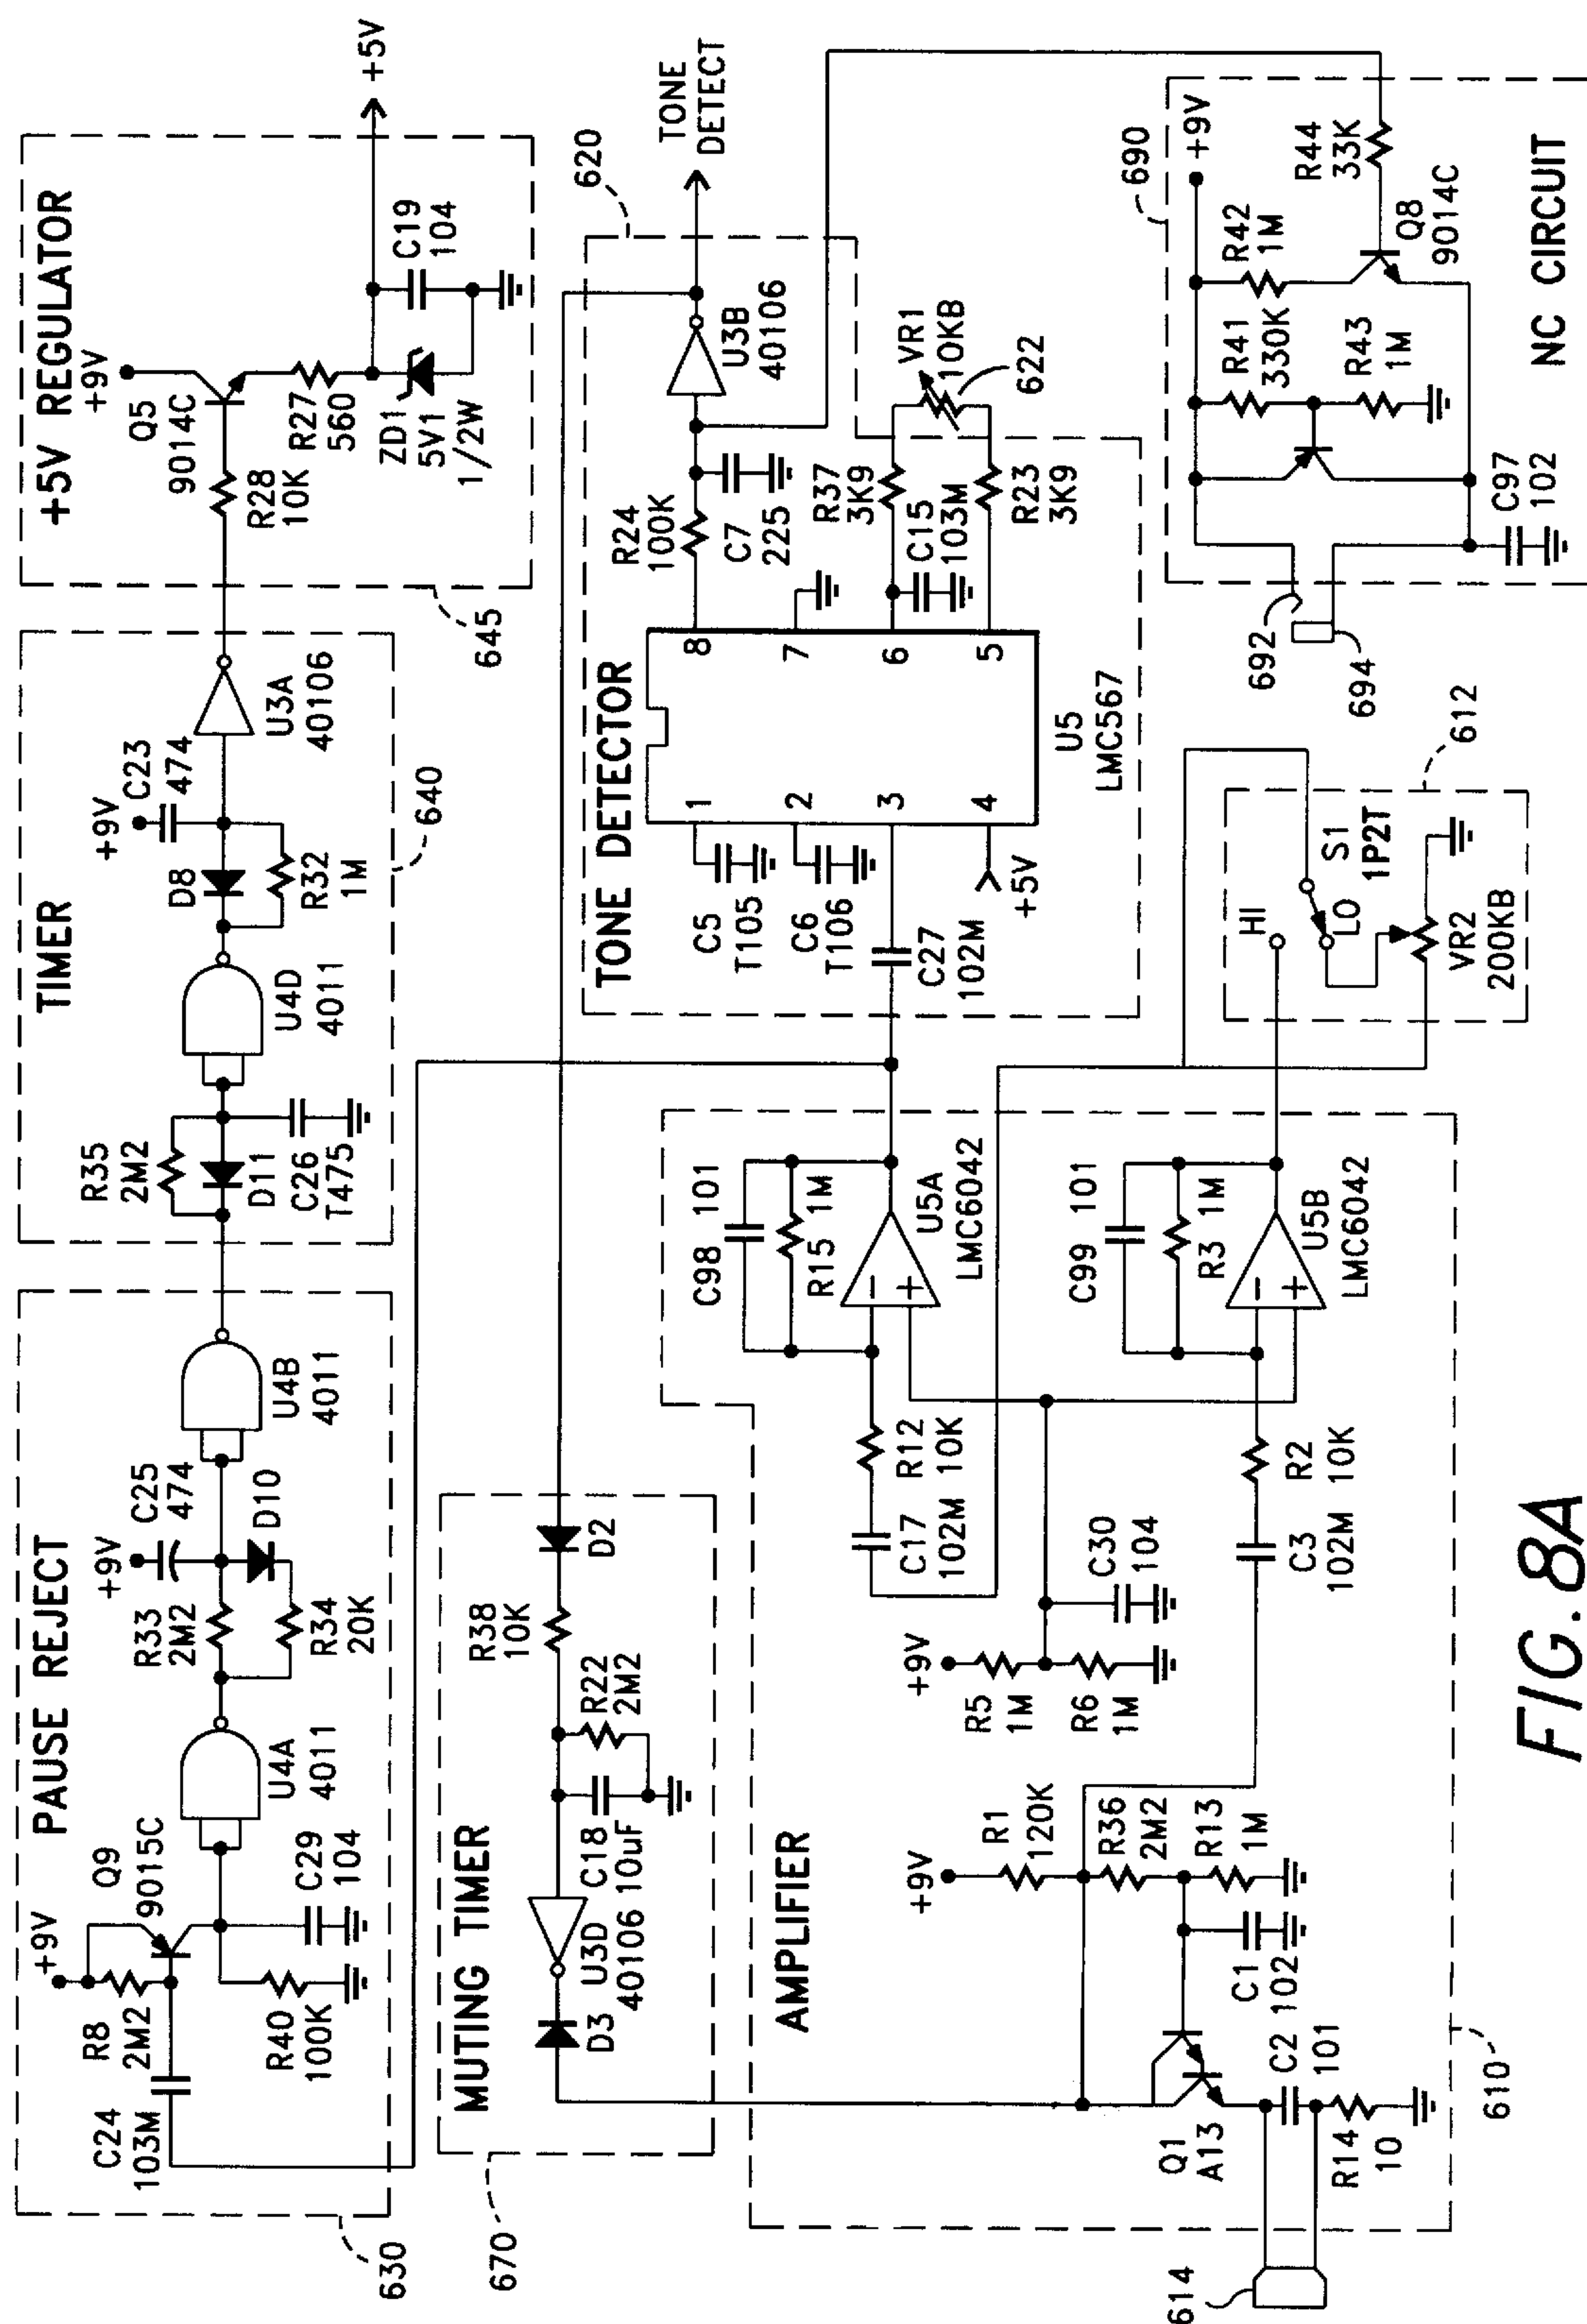 PAUSE REJECT
+9V
R8
2M2
Q9
9015C
C24
103M
R40
100K
C29
104
U4A
4011
+9V
C25
474
R33
2M2
D10
R34
20K
U4B
4011
630
TIMER
R35
2M2
D11
C26
T475
U4D
4011
+9V
C23
474
D8
R32
1M
U3A
40106
640
+5V REGULATOR
+9V
Q5
9014C
R28
10K
R27
560
ZD1
5V1
1/2W
C19
104
+5V
645
MUTING TIMER
D3
U3D
40106
C18
10uF
R22
2M2
R38
10K
D2
670
TONE DETECTOR
C5
T105
C6
T106
C27
102M
+5V
1
2
3
4
8
7
6
5
U5
LMC567
R24
100K
C7
225
R37
3K9
C15
103M
R23
3K9
VR1
10KB
622
U3B
40106
620
TONE
DETECT
AMPLIFIER
614
Q1
A13
C2
101
R14
10
C1
102
+9V
R1
120K
R36
2M2
R13
1M
+9V
R5
1M
R6
1M
C30
104
C17
102M
R12
10K
C3
102M
R2
10K
C98
101
R15
1M
-
+
U5A
LMC6042
C99
101
R3
1M
-
+
U5B
LMC6042
610
HI
LO
S1
1P2T
VR2
200KB
612
692
694
690
+9V
R41
330K
R42
1M
R43
1M
R44
33K
Q8
9014C
C97
102
NC CIRCUIT
FIG. 8A